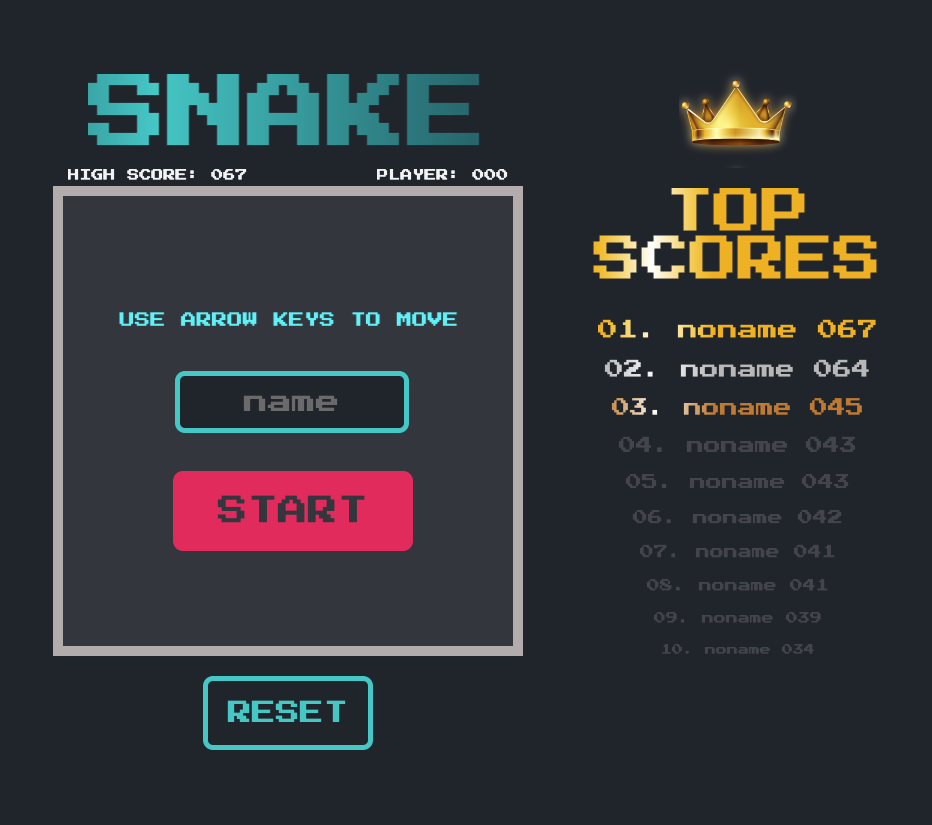 SNAKE
HIGH SCORE: 067 PLAYER: 000
USE ARROW KEYS TO MOVE
name
START
RESET
TOP
SCORES
01. noname 067
02. noname 064
03. noname 045
04. noname 043
05. noname 043
06. noname 042
07. noname 041
08. noname 041
09. noname 039
10. noname 034